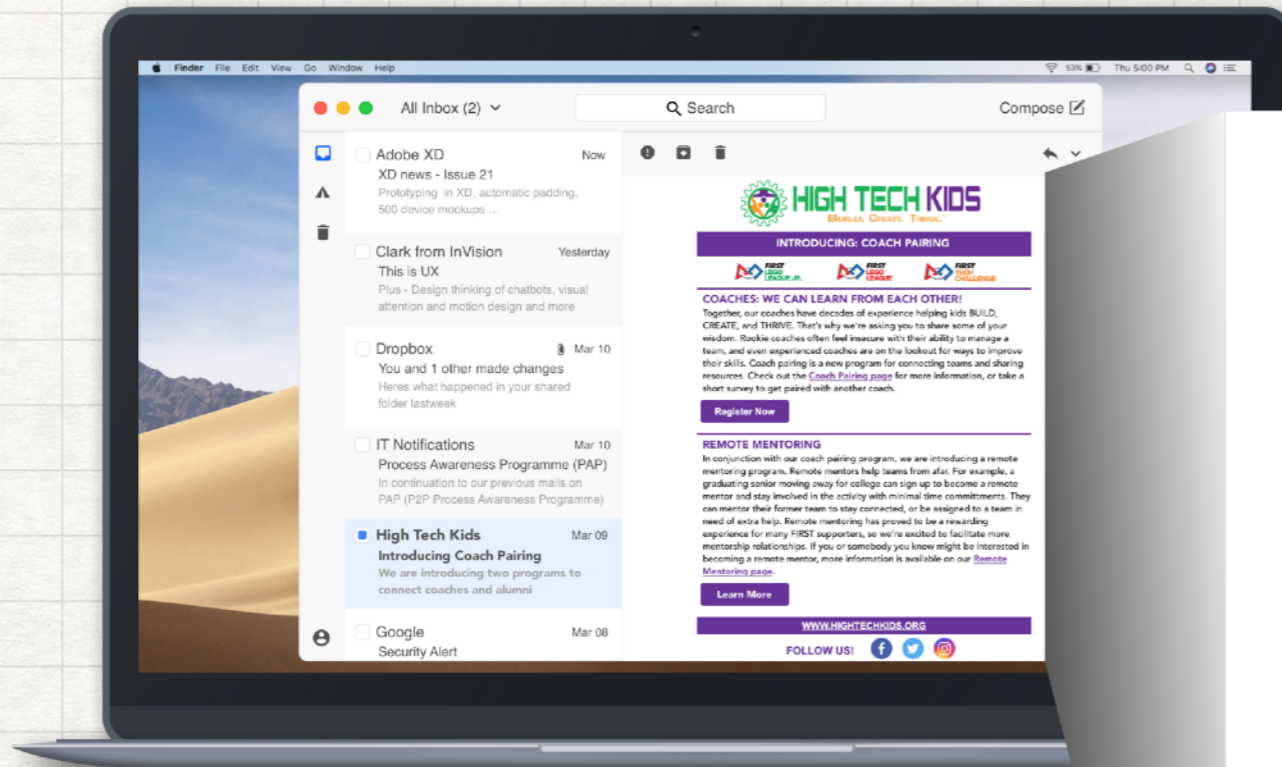 Finder File Edit View Go Window Help
53% Thu 5:00 PM
All Inbox (2)
Search
Compose
Adobe XD Now
XD news - Issue 21
Prototyping in XD, automatic padding,
500 device mockups ...
Clark from InVision Yesterday
This is UX
Plus - Design thinking of chatbots, visual
attention and motion design and more
Dropbox Mar 10
You and 1 other made changes
Heres what happened in your shared
folder lastweek
IT Notifications Mar 10
Process Awareness Programme (PAP)
In continuation to our previous mails on
PAP (P2P Process Awareness Programme)
High Tech Kids Mar 09
Introducing Coach Pairing
We are introducing two programs to
connect coaches and alumni
Google Mar 08
Security Alert
HIGH TECH KIDS
BUILD. CREATE. THRIVE.™
INTRODUCING: COACH PAIRING
FIRST LEGO LEAGUE JR.
FIRST LEGO LEAGUE
FIRST TECH CHALLENGE
COACHES: WE CAN LEARN FROM EACH OTHER!
Together, our coaches have decades of experience helping kids BUILD,
CREATE, and THRIVE. That's why we're asking you to share some of your
wisdom. Rookie coaches often feel insecure with their ability to manage a
team, and even experienced coaches are on the lookout for ways to improve
their skills. Coach pairing is a new program for connecting teams and sharing
resources. Check out the Coach Pairing page for more information, or take a
short survey to get paired with another coach.
Register Now
REMOTE MENTORING
In conjunction with our coach pairing program, we are introducing a remote
mentoring program. Remote mentors help teams from afar. For example, a
graduating senior moving away for college can sign up to become a remote
mentor and stay involved in the activity with minimal time committments. They
can mentor their former team to stay connected, or be assigned to a team in
need of extra help. Remote mentoring has proved to be a rewarding
experience for many FIRST supporters, so we're excited to facilitate more
mentorship relationships. If you or somebody you know might be interested in
becoming a remote mentor, more information is available on our Remote
Mentoring page.
Learn More
WWW.HIGHTECHKIDS.ORG
FOLLOW US!